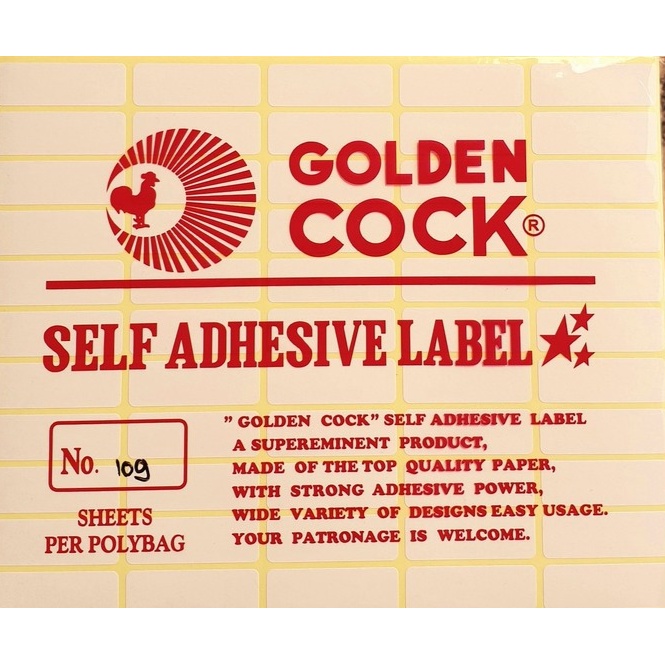 GOLDEN
COCK®
SELF ADHESIVE LABEL
" GOLDEN COCK" SELF ADHESIVE LABEL
A SUPEREMINENT PRODUCT,
MADE OF THE TOP QUALITY PAPER,
WITH STRONG ADHESIVE POWER,
WIDE VARIETY OF DESIGNS EASY USAGE.
YOUR PATRONAGE IS WELCOME.
No. 109
SHEETS
PER POLYBAG